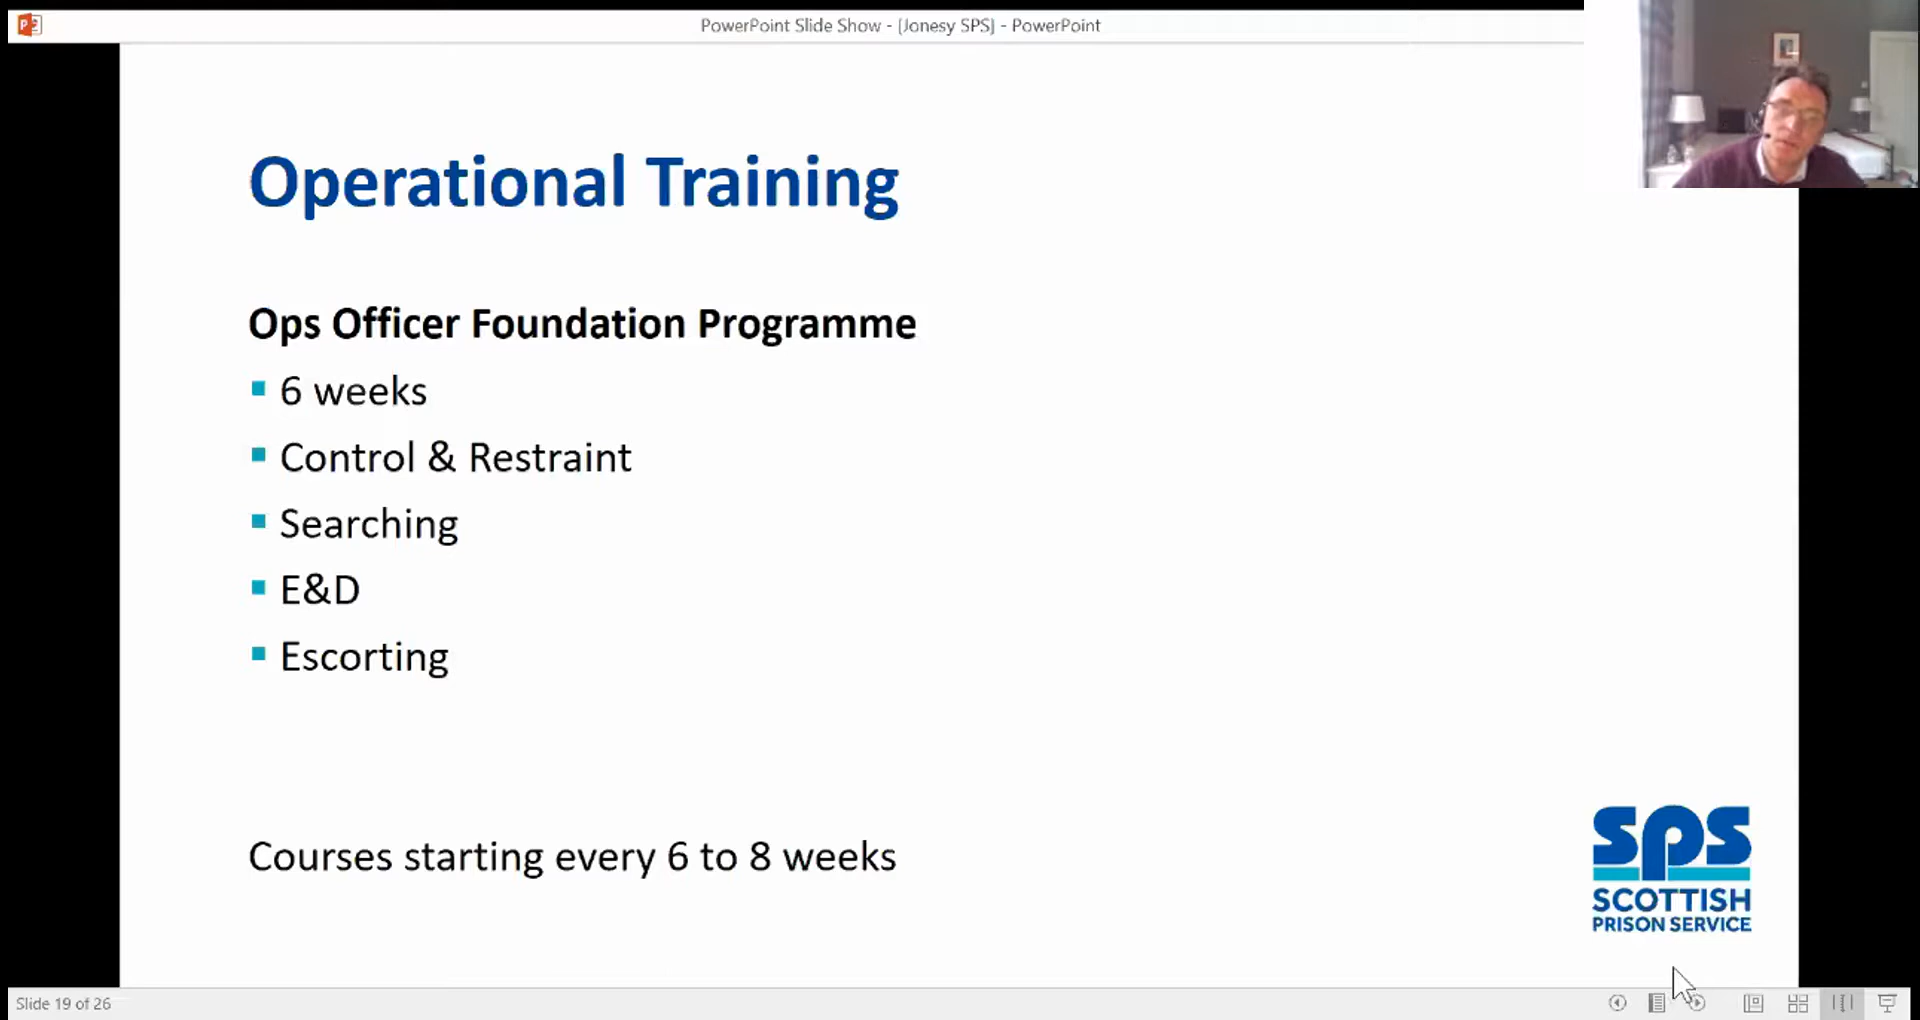 PowerPoint Slide Show - [Jonesy SPS] - PowerPoint
Operational Training
Ops Officer Foundation Programme
6 weeks
Control & Restraint
Searching
E&D
Escorting
Courses starting every 6 to 8 weeks
sps
SCOTTISH
PRISON SERVICE
Slide 19 of 26